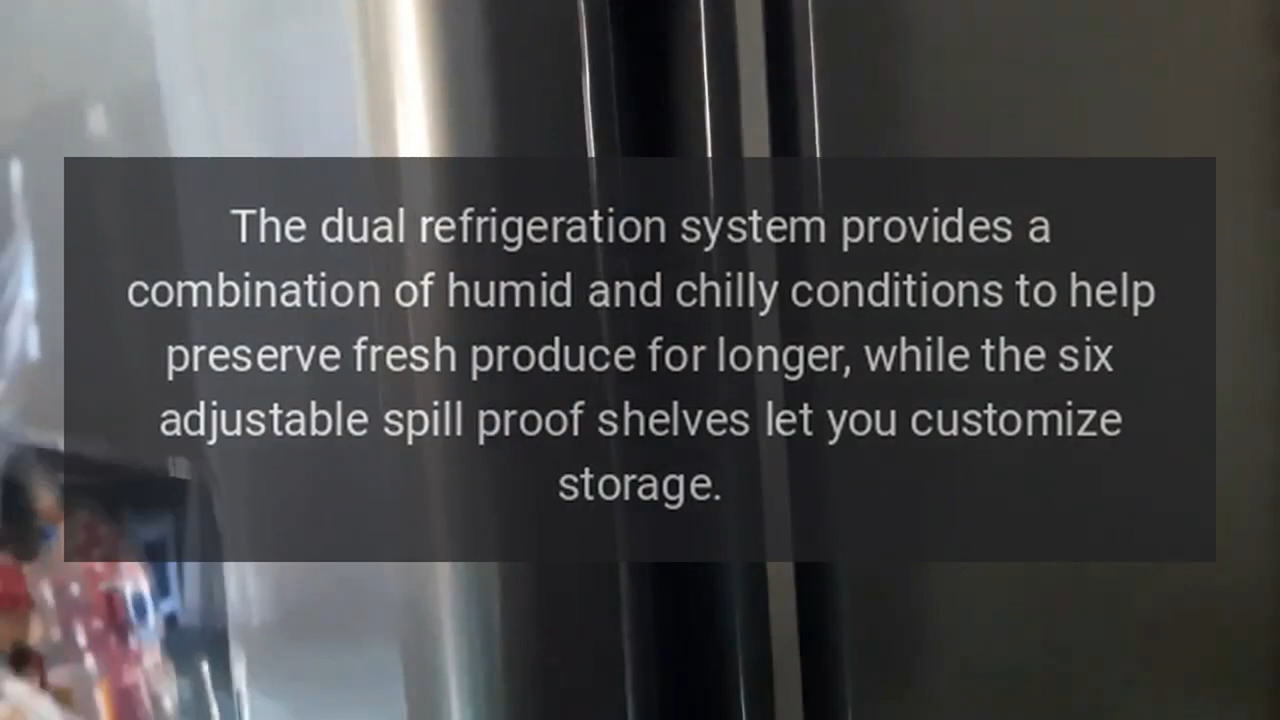 The dual refrigeration system provides a
combination of humid and chilly conditions to help
preserve fresh produce for longer, while the six
adjustable spill proof shelves let you customize
storage.